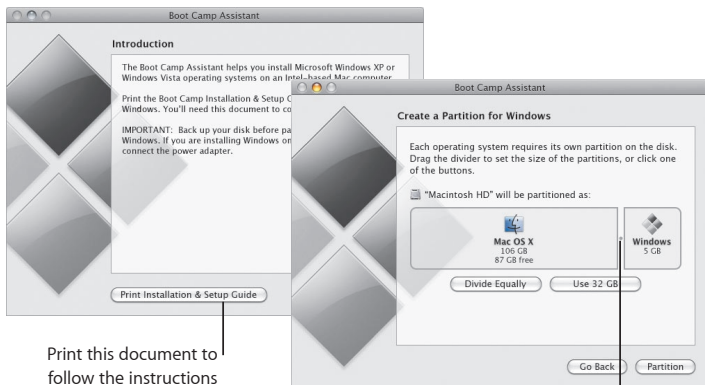 Boot Camp Assistant
Introduction
The Boot Camp Assistant helps you install Microsoft Windows XP or
Windows Vista operating systems on an Intel-based Mac computer.
Print the Boot Camp Installation & Setup
Windows. You'll need this document to co
IMPORTANT: Back up your disk before pa
Windows. If you are installing Windows on
connect the power adapter.
Print Installation & Setup Guide
Print this document to
follow the instructions
Boot Camp Assistant
Create a Partition for Windows
Each operating system requires its own partition on the disk.
Drag the divider to set the size of the partitions, or click one
of the buttons.
"Macintosh HD" will be partitioned as:
Mac OS X
106 GB
87 GB free
Windows
5 GB
Divide Equally
Use 32 GB
Go Back
Partition